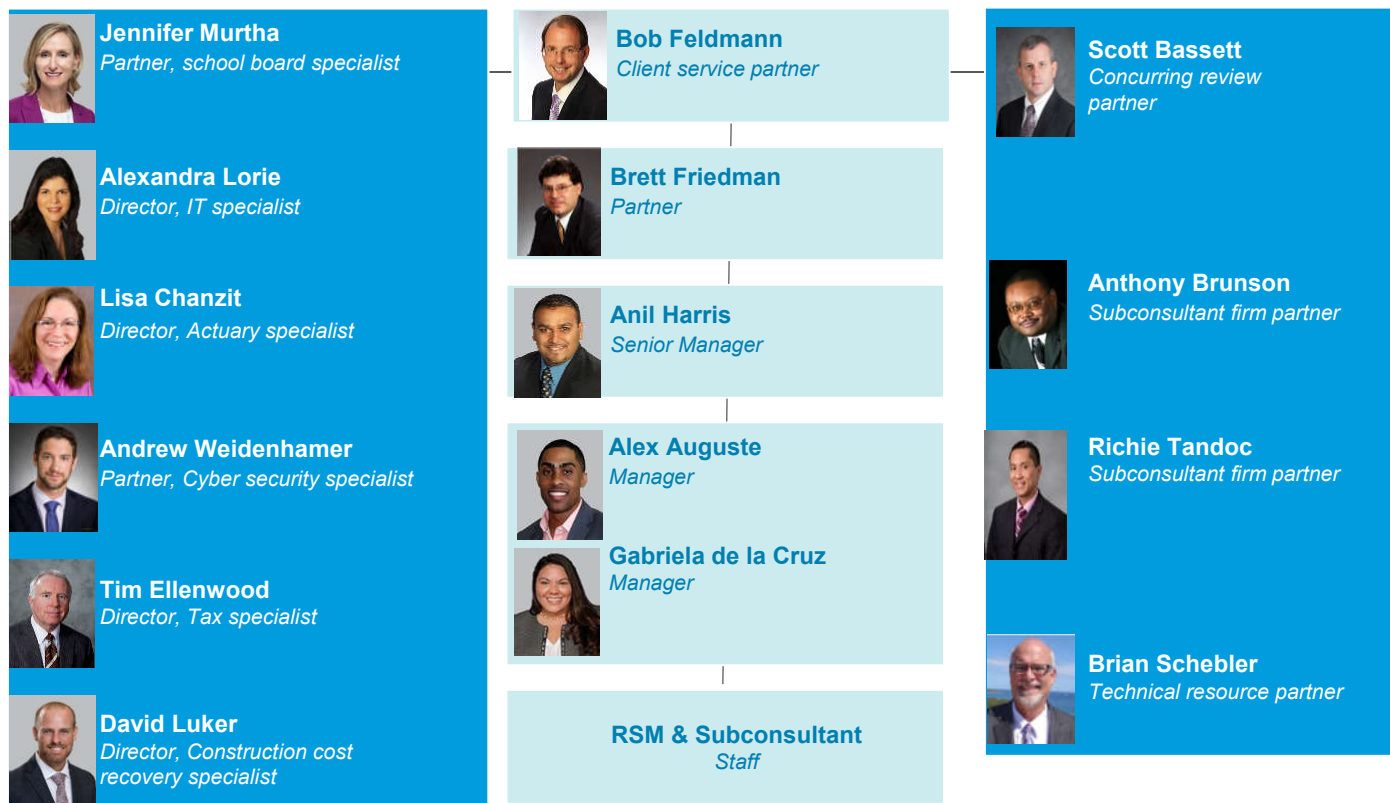 Jennifer Murtha
Partner, school board specialist
Alexandra Lorie
Director, IT specialist
Lisa Chanzit
Director, Actuary specialist
Andrew Weidenhamer
Partner, Cyber security specialist
Tim Ellenwood
Director, Tax specialist
David Luker
Director, Construction cost
recovery specialist
Bob Feldmann
Client service partner
Brett Friedman
Partner
Anil Harris
Senior Manager
Alex Auguste
Manager
Gabriela de la Cruz
Manager
RSM & Subconsultant
Staff
Scott Bassett
Concurring review
partner
Anthony Brunson
Subconsultant firm partner
Richie Tandoc
Subconsultant firm partner
Brian Schebler
Technical resource partner